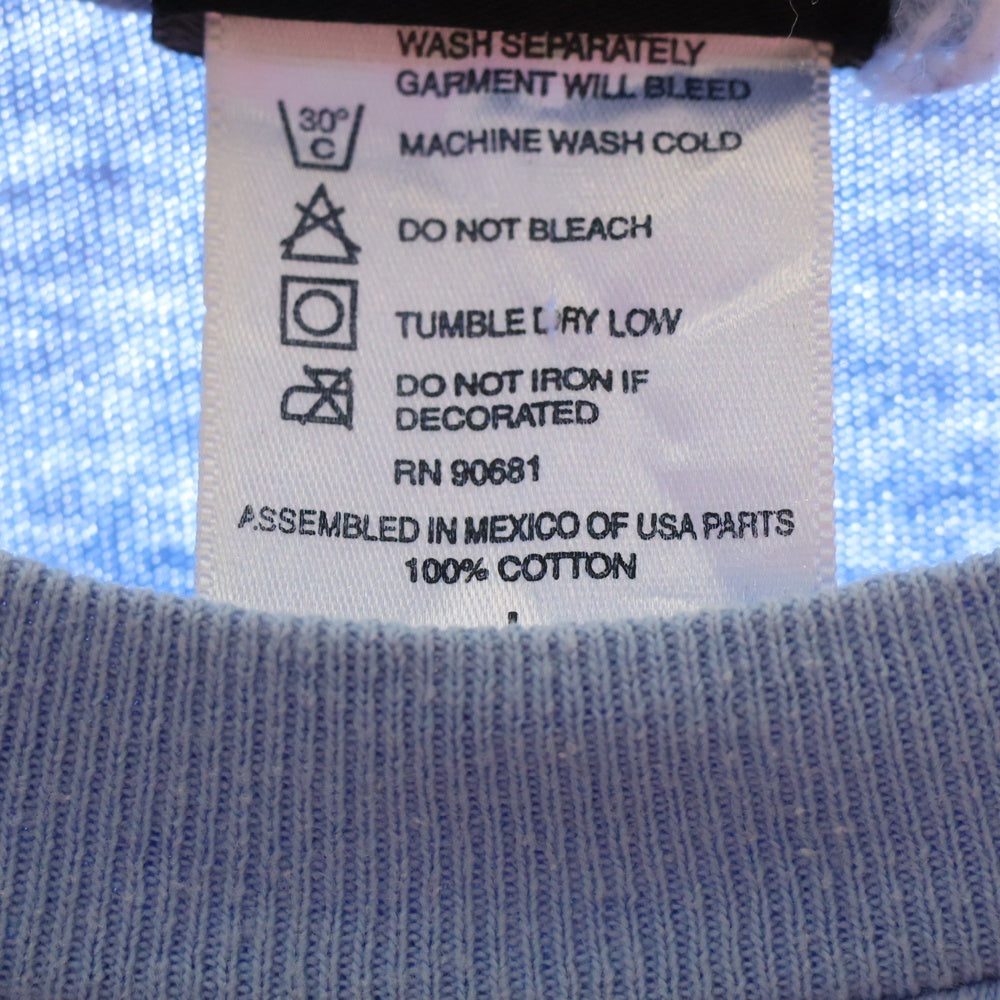 WASH SEPARATELY
GARMENT WILL BLEED
30° C
MACHINE WASH COLD
DO NOT BLEACH
TUMBLE DRY LOW
DO NOT IRON IF
DECORATED
RN 90681
ASSEMBLED IN MEXICO OF USA PARTS
100% COTTON